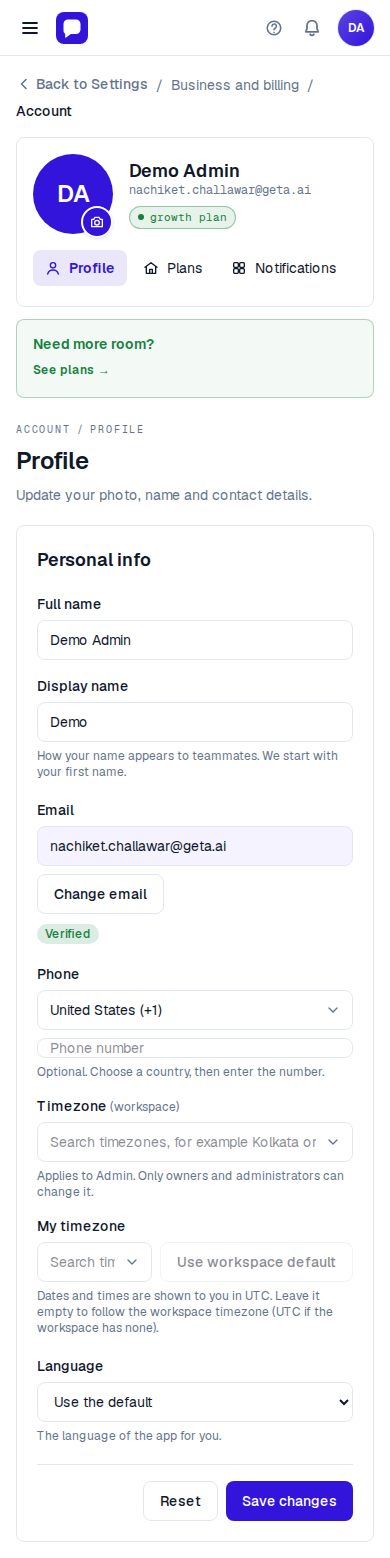 DA
Back to Settings / Business and billing /
Account
DA
Demo Admin
nachiket.challawar@geta.ai
growth plan
Profile
Plans
Notifications
Need more room?
See plans →
ACCOUNT / PROFILE
Profile
Update your photo, name and contact details.
Personal info
Full name
Demo Admin
Display name
Demo
How your name appears to teammates. We start with
your first name.
Email
nachiket.challawar@geta.ai
Change email
Verified
Phone
United States (+1)
Phone number
Optional. Choose a country, then enter the number.
Timezone (workspace)
Search timezones, for example Kolkata or
Applies to Admin. Only owners and administrators can
change it.
My timezone
Search tim
Use workspace default
Dates and times are shown to you in UTC. Leave it
empty to follow the workspace timezone (UTC if the
workspace has none).
Language
Use the default
The language of the app for you.
Reset
Save changes